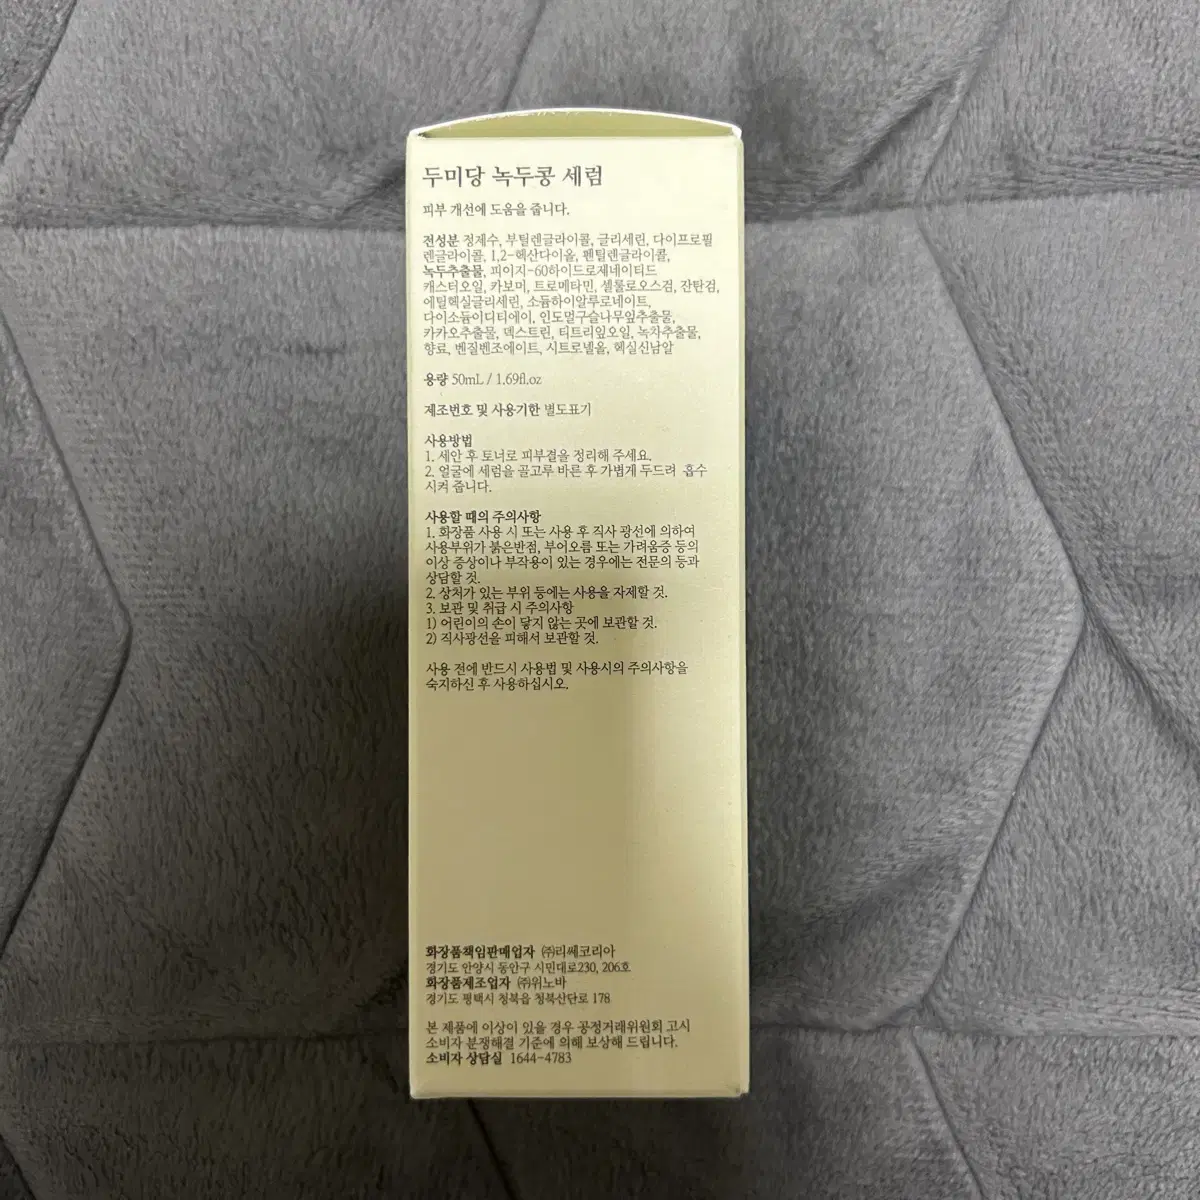 두미당 녹두콩 세럼
피부 개선에 도움을 줍니다.
전성분 정제수, 부틸렌글라이콜, 글리세린, 다이프로필
렌글라이콜, 1,2-헥산다이올, 펜틸렌글라이콜,
녹두추출물, 피이지-60하이드로제네이티드
캐스터오일, 카보머, 트로메타민, 셀룰로오스검, 잔탄검,
에틸헥실글리세린, 소듐하이알루로네이트,
다이소듐이디티에이, 인도멀구슬나무잎추출물,
카카오추출물, 덱스트린, 티트리잎오일, 녹차추출물,
향료, 벤질벤조에이트, 시트로넬올, 헥실신남알
용량 50mL / 1.69fl.oz
제조번호 및 사용기한 별도표기
사용방법
1. 세안 후 토너로 피부결을 정리해 주세요.
2. 얼굴에 세럼을 골고루 바른 후 가볍게 두드려 흡수
시켜 줍니다.
사용할 때의 주의사항
1. 화장품 사용 시 또는 사용 후 직사 광선에 의하여
사용부위가 붉은반점, 부어오름 또는 가려움증 등의
이상 증상이나 부작용이 있는 경우에는 전문의 등과
상담할 것.
2. 상처가 있는 부위 등에는 사용을 자제할 것.
3. 보관 및 취급 시 주의사항
1) 어린이의 손이 닿지 않는 곳에 보관할 것.
2) 직사광선을 피해서 보관할 것.
사용 전에 반드시 사용법 및 사용시의 주의사항을
숙지하신 후 사용하십시오.
화장품책임판매업자 ㈜리쎄코리아
경기도 안양시 동안구 시민대로230, 206호
화장품제조업자 ㈜위노바
경기도 평택시 청북읍 청북산단로 178
본 제품에 이상이 있을 경우 공정거래위원회 고시
소비자 분쟁해결 기준에 의해 보상해 드립니다.
소비자 상담실 1644-4783